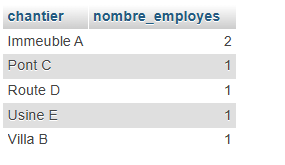 chantier nombre_employes
Immeuble A 2
Pont C 1
Route D 1
Usine E 1
Villa B 1